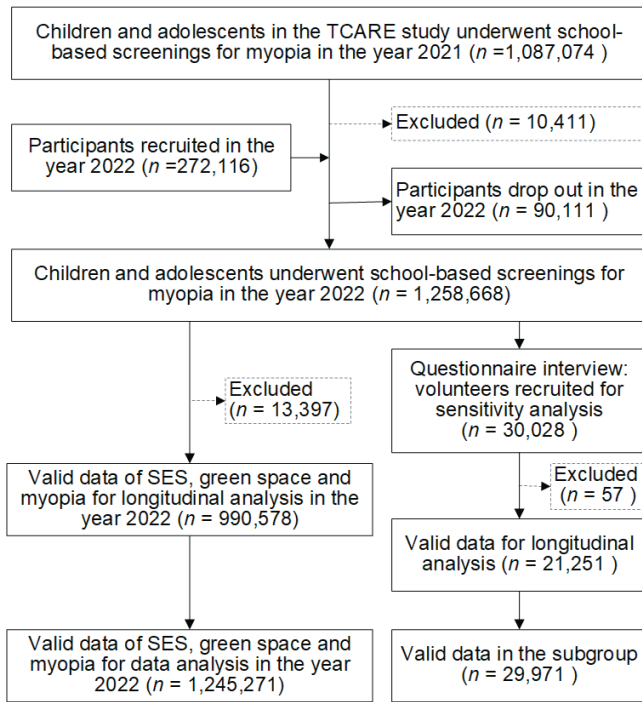 Children and adolescents in the TCARE study underwent school-
based screenings for myopia in the year 2021 (n =1,087,074 )
Excluded (n = 10,411)
Participants recruited in the
year 2022 (n =272,116)
Participants drop out in the
year 2022 (n = 90,111 )
Children and adolescents underwent school-based screenings for
myopia in the year 2022 (n = 1,258,668)
Excluded
(n = 13,397)
Questionnaire interview:
volunteers recruited for
sensitivity analysis
(n = 30,028 )
Excluded
(n = 57 )
Valid data of SES, green space and
myopia for longitudinal analysis in the
year 2022 (n = 990,578)
Valid data for longitudinal
analysis (n = 21,251 )
Valid data of SES, green space and
myopia for data analysis in the year
2022 (n = 1,245,271)
Valid data in the subgroup
(n = 29,971 )